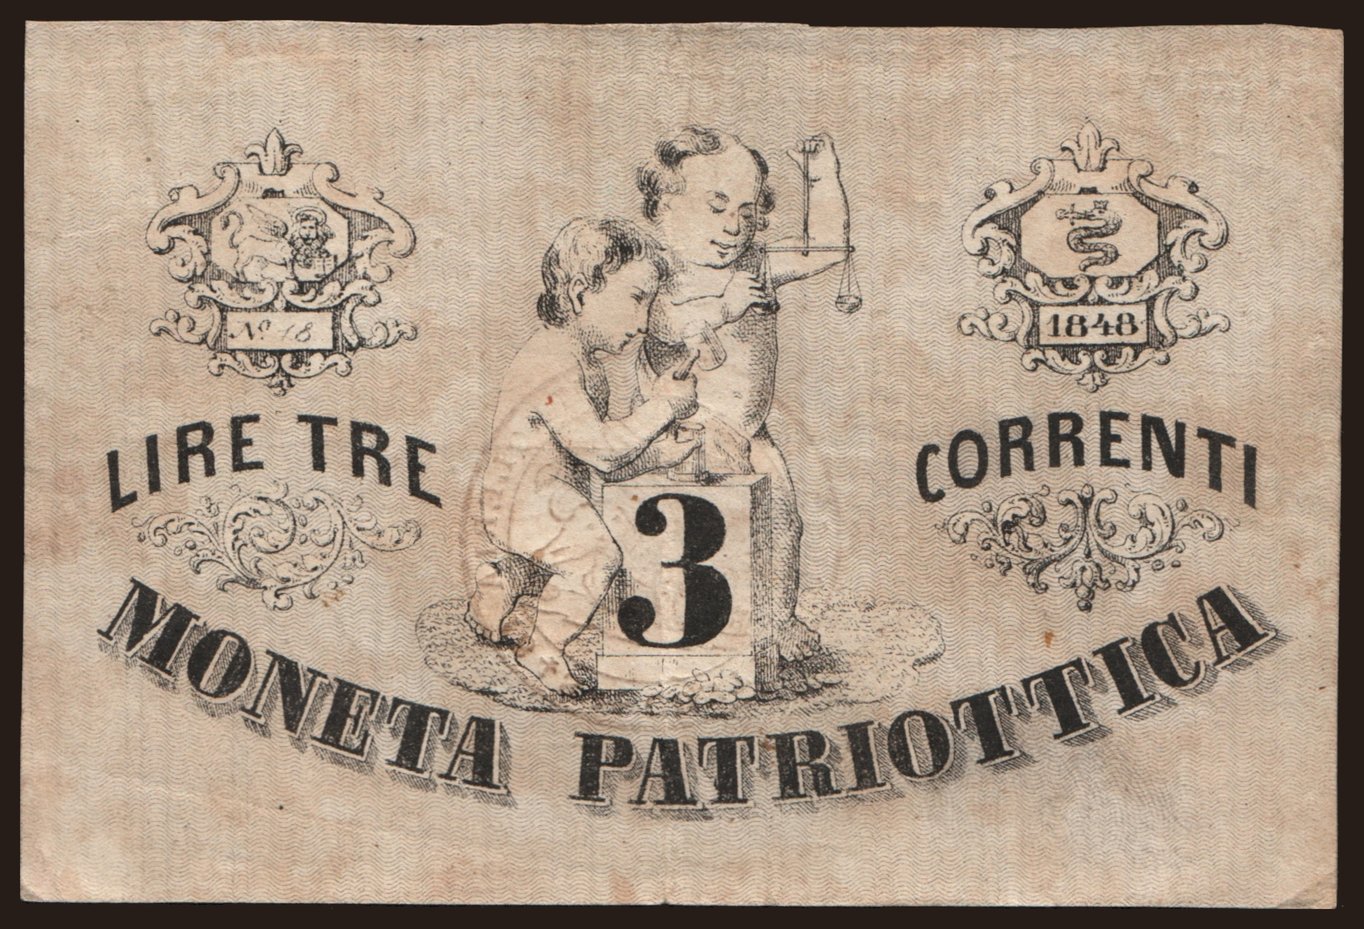 No. 18
1848
LIRE TRE
CORRENTI
3
MONETA PATRIOTTICA